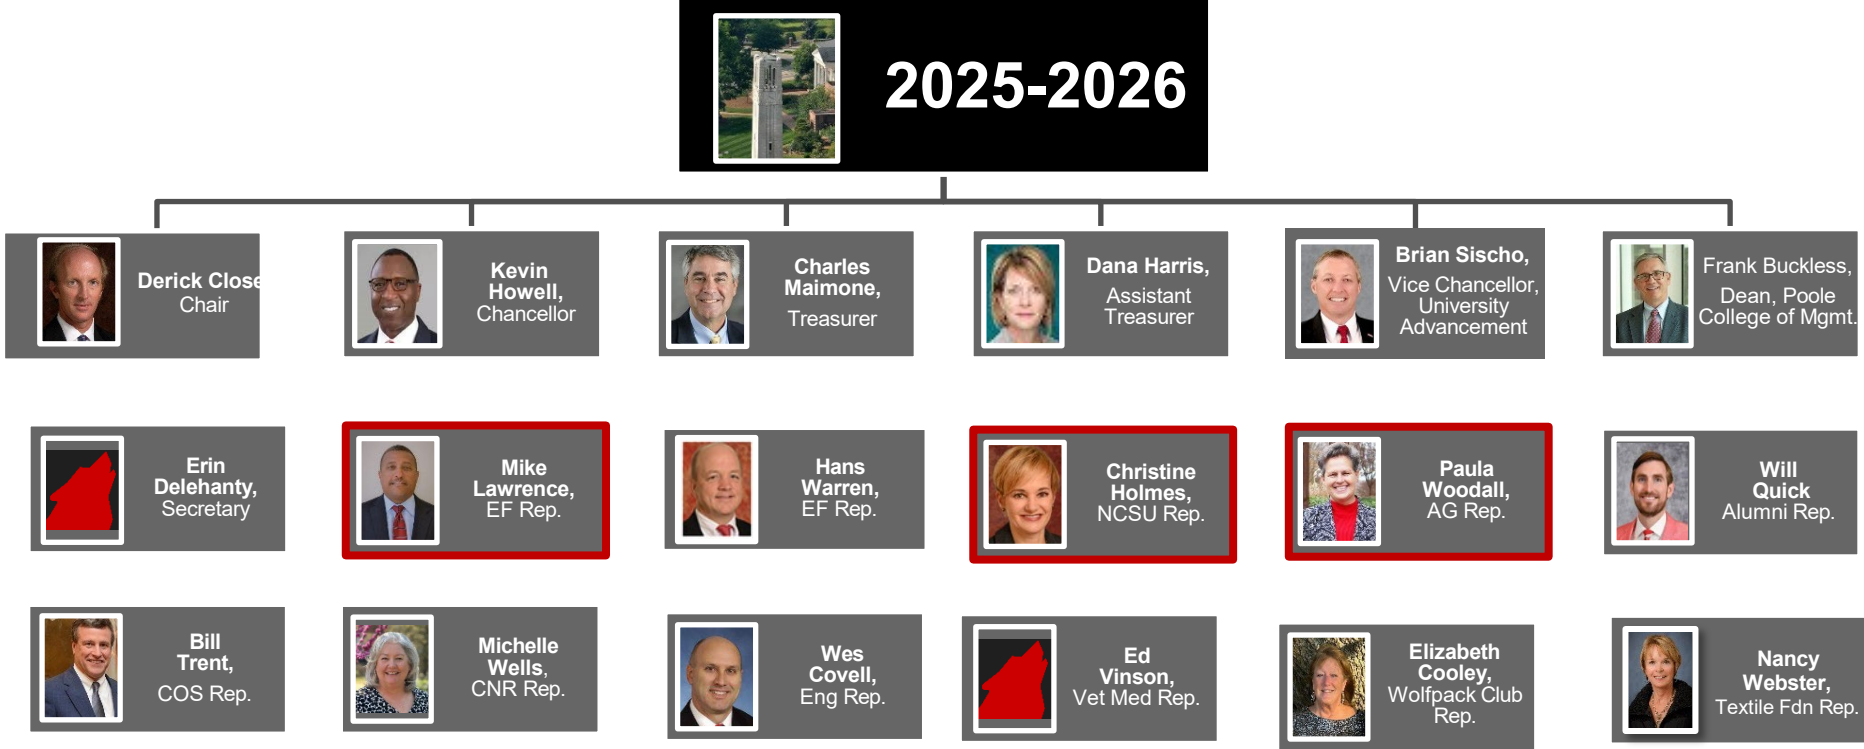 2025-2026
Derick Close
Chair
Kevin
Howell,
Chancellor
Charles
Maimone,
Treasurer
Dana Harris,
Assistant
Treasurer
Brian Sischo,
Vice Chancellor,
University
Advancement
Frank Buckless,
Dean, Poole
College of Mgmt.
Erin
Delehanty,
Secretary
Mike
Lawrence,
EF Rep.
Hans
Warren,
EF Rep.
Christine
Holmes,
NCSU Rep.
Paula
Woodall,
AG Rep.
Will
Quick
Alumni Rep.
Bill
Trent,
COS Rep.
Michelle
Wells,
CNR Rep.
Wes
Covell,
Eng Rep.
Ed
Vinson,
Vet Med Rep.
Elizabeth
Cooley,
Wolfpack Club
Rep.
Nancy
Webster,
Textile Fdn Rep.